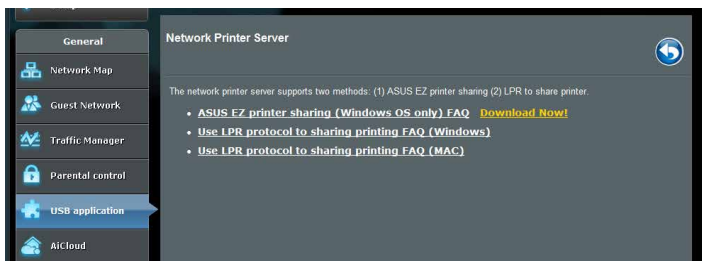 General
Network Map
Guest Network
Traffic Manager
Parental control
USB application
AiCloud
Network Printer Server
The network printer server supports two methods: (1) ASUS EZ printer sharing (2) LPR to share printer.
ASUS EZ printer sharing (Windows OS only) FAQ Download Now!
Use LPR protocol to sharing printing FAQ (Windows)
Use LPR protocol to sharing printing FAQ (MAC)